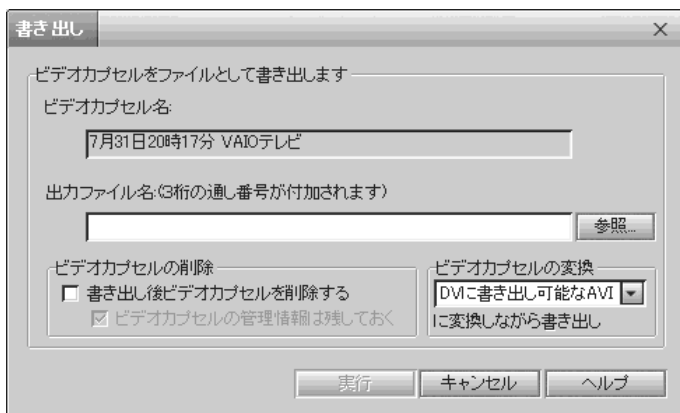 書き出し
ビデオカプセルをファイルとして書き出します
ビデオカプセル名:
7月31日20時17分 VAIOテレビ
出力ファイル名:(3桁の通し番号が付加されます)
参照...
ビデオカプセルの削除
書き出し後ビデオカプセルを削除する
ビデオカプセルの管理情報は残しておく
ビデオカプセルの変換
DVに書き出し可能なAVI
に変換しながら書き出し
実行
キャンセル
ヘルプ